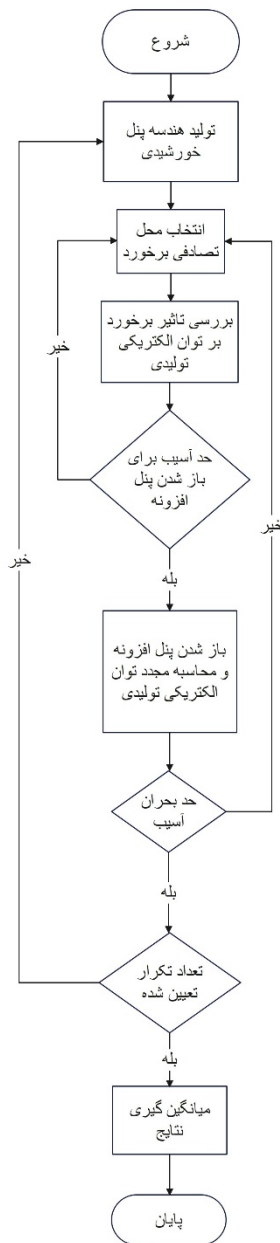 شروع
تولید هندسه پنل
خورشیدی
انتخاب محل
تصادفی برخورد
بررسی تاثیر برخورد
بر توان الکتریکی
تولیدی
خیر
حد آسیب برای
باز شدن پنل
افزونه
خیر
خیر
بله
باز شدن پنل افزونه
و محاسبه مجدد توان
الکتریکی تولیدی
حد بحران
آسیب
بله
تعداد تکرار
تعیین شده
بله
میانگین گیری
نتایج
پایان